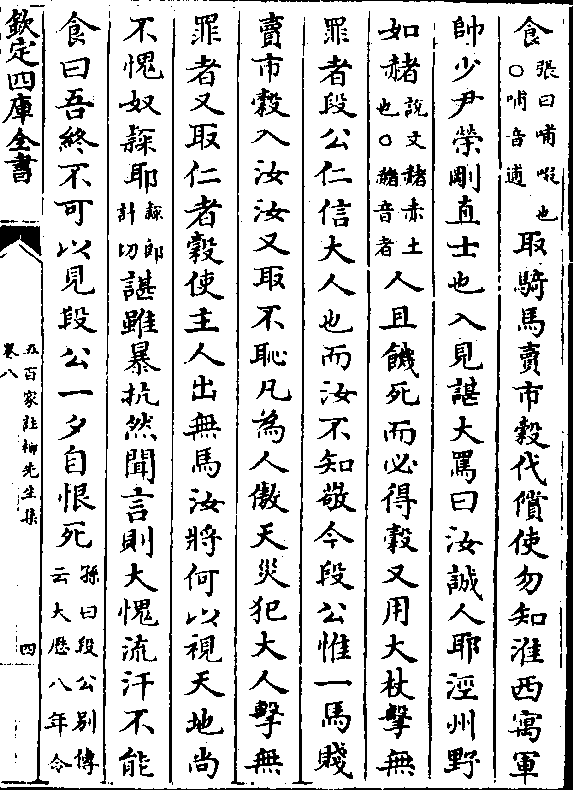 食張曰哺啜也○哺音逋取騎馬賣市穀代償使勿知淮西寓軍
帥少尹榮剛直士也入見諶大罵曰汝誠人耶涇州野
如赭說文赭赤土也○赭音者人且饑死而必得穀又用大杖擊無
罪者段公仁信大人也而汝不知敬今段公惟一馬賤
賣市穀入汝汝又取不恥凡為人傲天災犯大人擊無
罪者又取仁者穀使主人出無馬汝將何以視天地尚
不愧奴隸耶隸郎計切諶雖暴抗然聞言則大愧流汗不能
食曰吾終不可以見段公一夕自恨死孫曰段公别傳云大歷八年令
欽定四庫全書
五百家註柳先生集
卷八
四